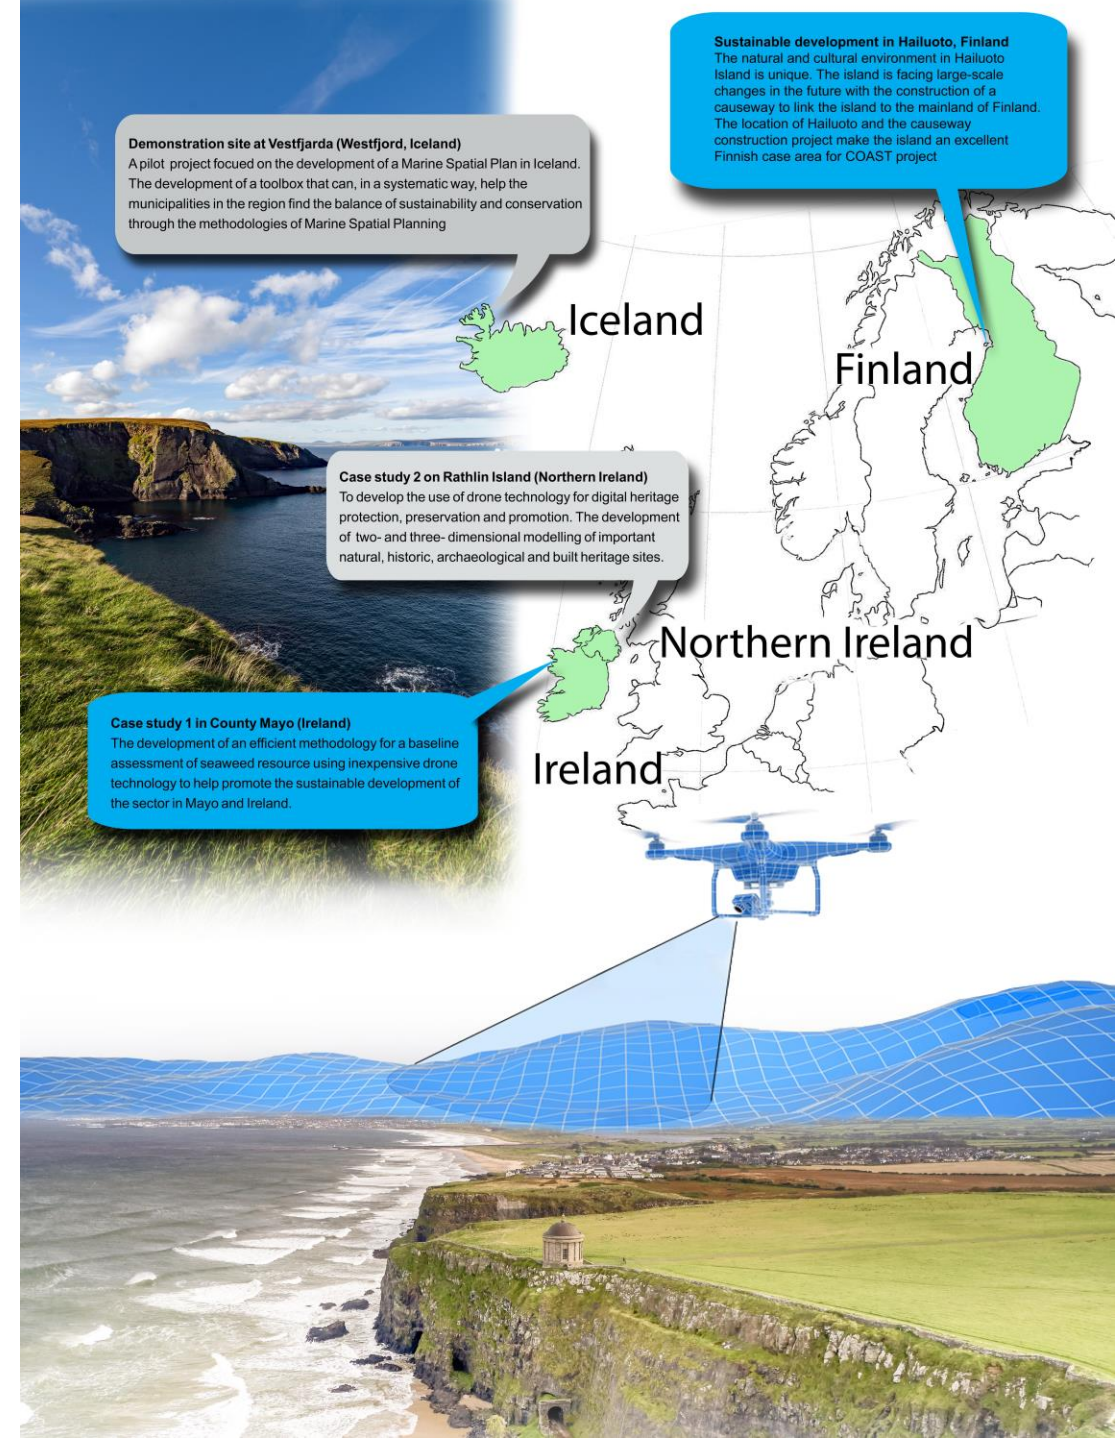 Sustainable development in Hailuoto, Finland
The natural and cultural environment in Hailuoto
Island is unique. The island is facing large-scale
changes in the future with the construction of a
causeway to link the island to the mainland of Finland.
The location of Hailuoto and the causeway
construction project make the island an excellent
Finnish case area for COAST project
Demonstration site at Vestfjarda (Westfjord, Iceland)
A pilot project focued on the development of a Marine Spatial Plan in Iceland.
The development of a toolbox that can, in a systematic way, help the
municipalities in the region find the balance of sustainability and conservation
through the methodologies of Marine Spatial Planning
Iceland
Finland
Case study 2 on Rathlin Island (Northern Ireland)
To develop the use of drone technology for digital heritage
protection, preservation and promotion. The development
of two- and three- dimensional modelling of important
natural, historic, archaeological and built heritage sites.
Northern Ireland
Case study 1 in County Mayo (Ireland)
The development of an efficient methodology for a baseline
assessment of seaweed resource using inexpensive drone
technology to help promote the sustainable development of
the sector in Mayo and Ireland.
Ireland